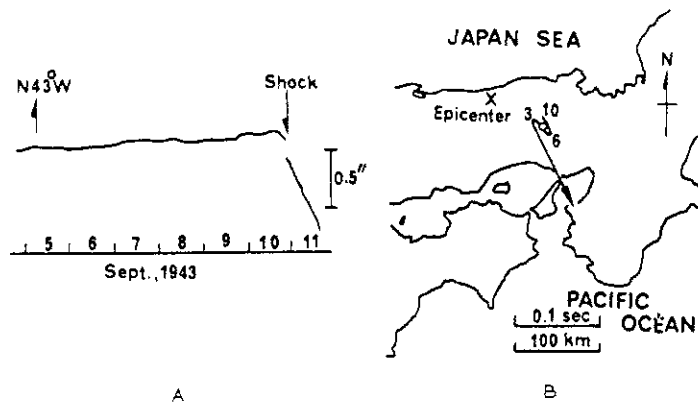 N43°W
Shock
0.5"
5 6 7 8 9 10 11
Sept., 1943
A
JAPAN SEA
N
Epicenter
3 10
6
PACIFIC
OCEAN
0.1 sec
100 km
B